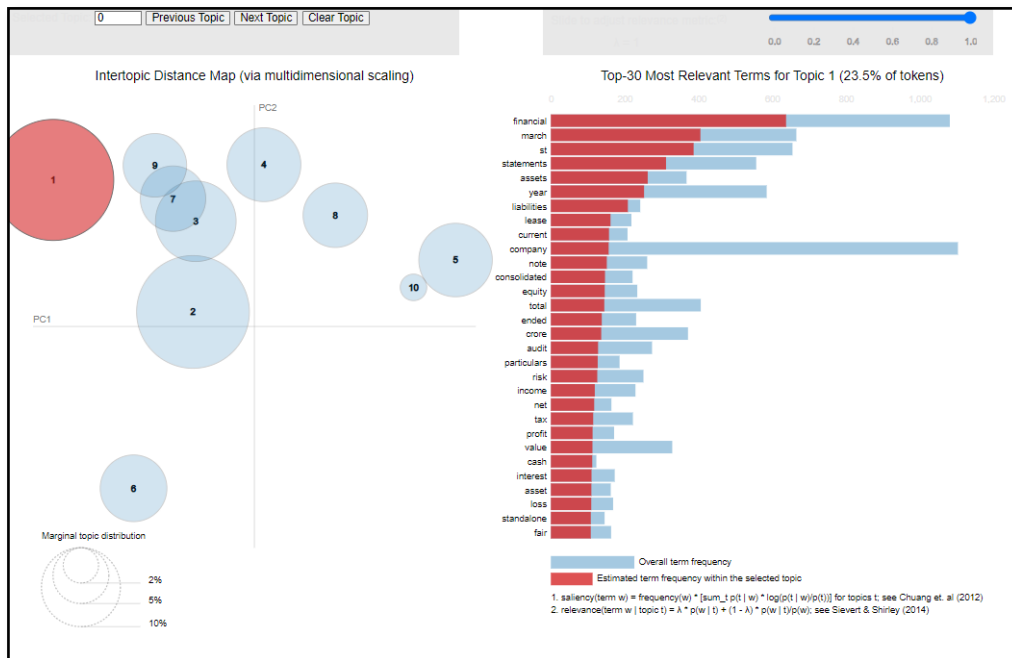 0 Previous Topic Next Topic Clear Topic
0.0 0.2 0.4 0.6 0.8 1.0
Intertopic Distance Map (via multidimensional scaling)
PC2
PC1
1
9
4
7
3
8
5
10
2
6
Marginal topic distribution
2%
5%
10%
Top-30 Most Relevant Terms for Topic 1 (23.5% of tokens)
0 200 400 600 800 1,000 1,200
financial
march
st
statements
assets
year
liabilities
lease
current
company
note
consolidated
equity
total
ended
crore
audit
particulars
risk
income
net
tax
profit
value
cash
interest
asset
loss
standalone
fair
Overall term frequency
Estimated term frequency within the selected topic
1. saliency(term w) = frequency(w) * [sum_t p(t | w) * log(p(t | w)/p(t))] for topics t; see Chuang et. al (2012)
2. relevance(term w | topic t) = λ * p(w | t) + (1 - λ) * p(w | t)/p(w); see Sievert & Shirley (2014)